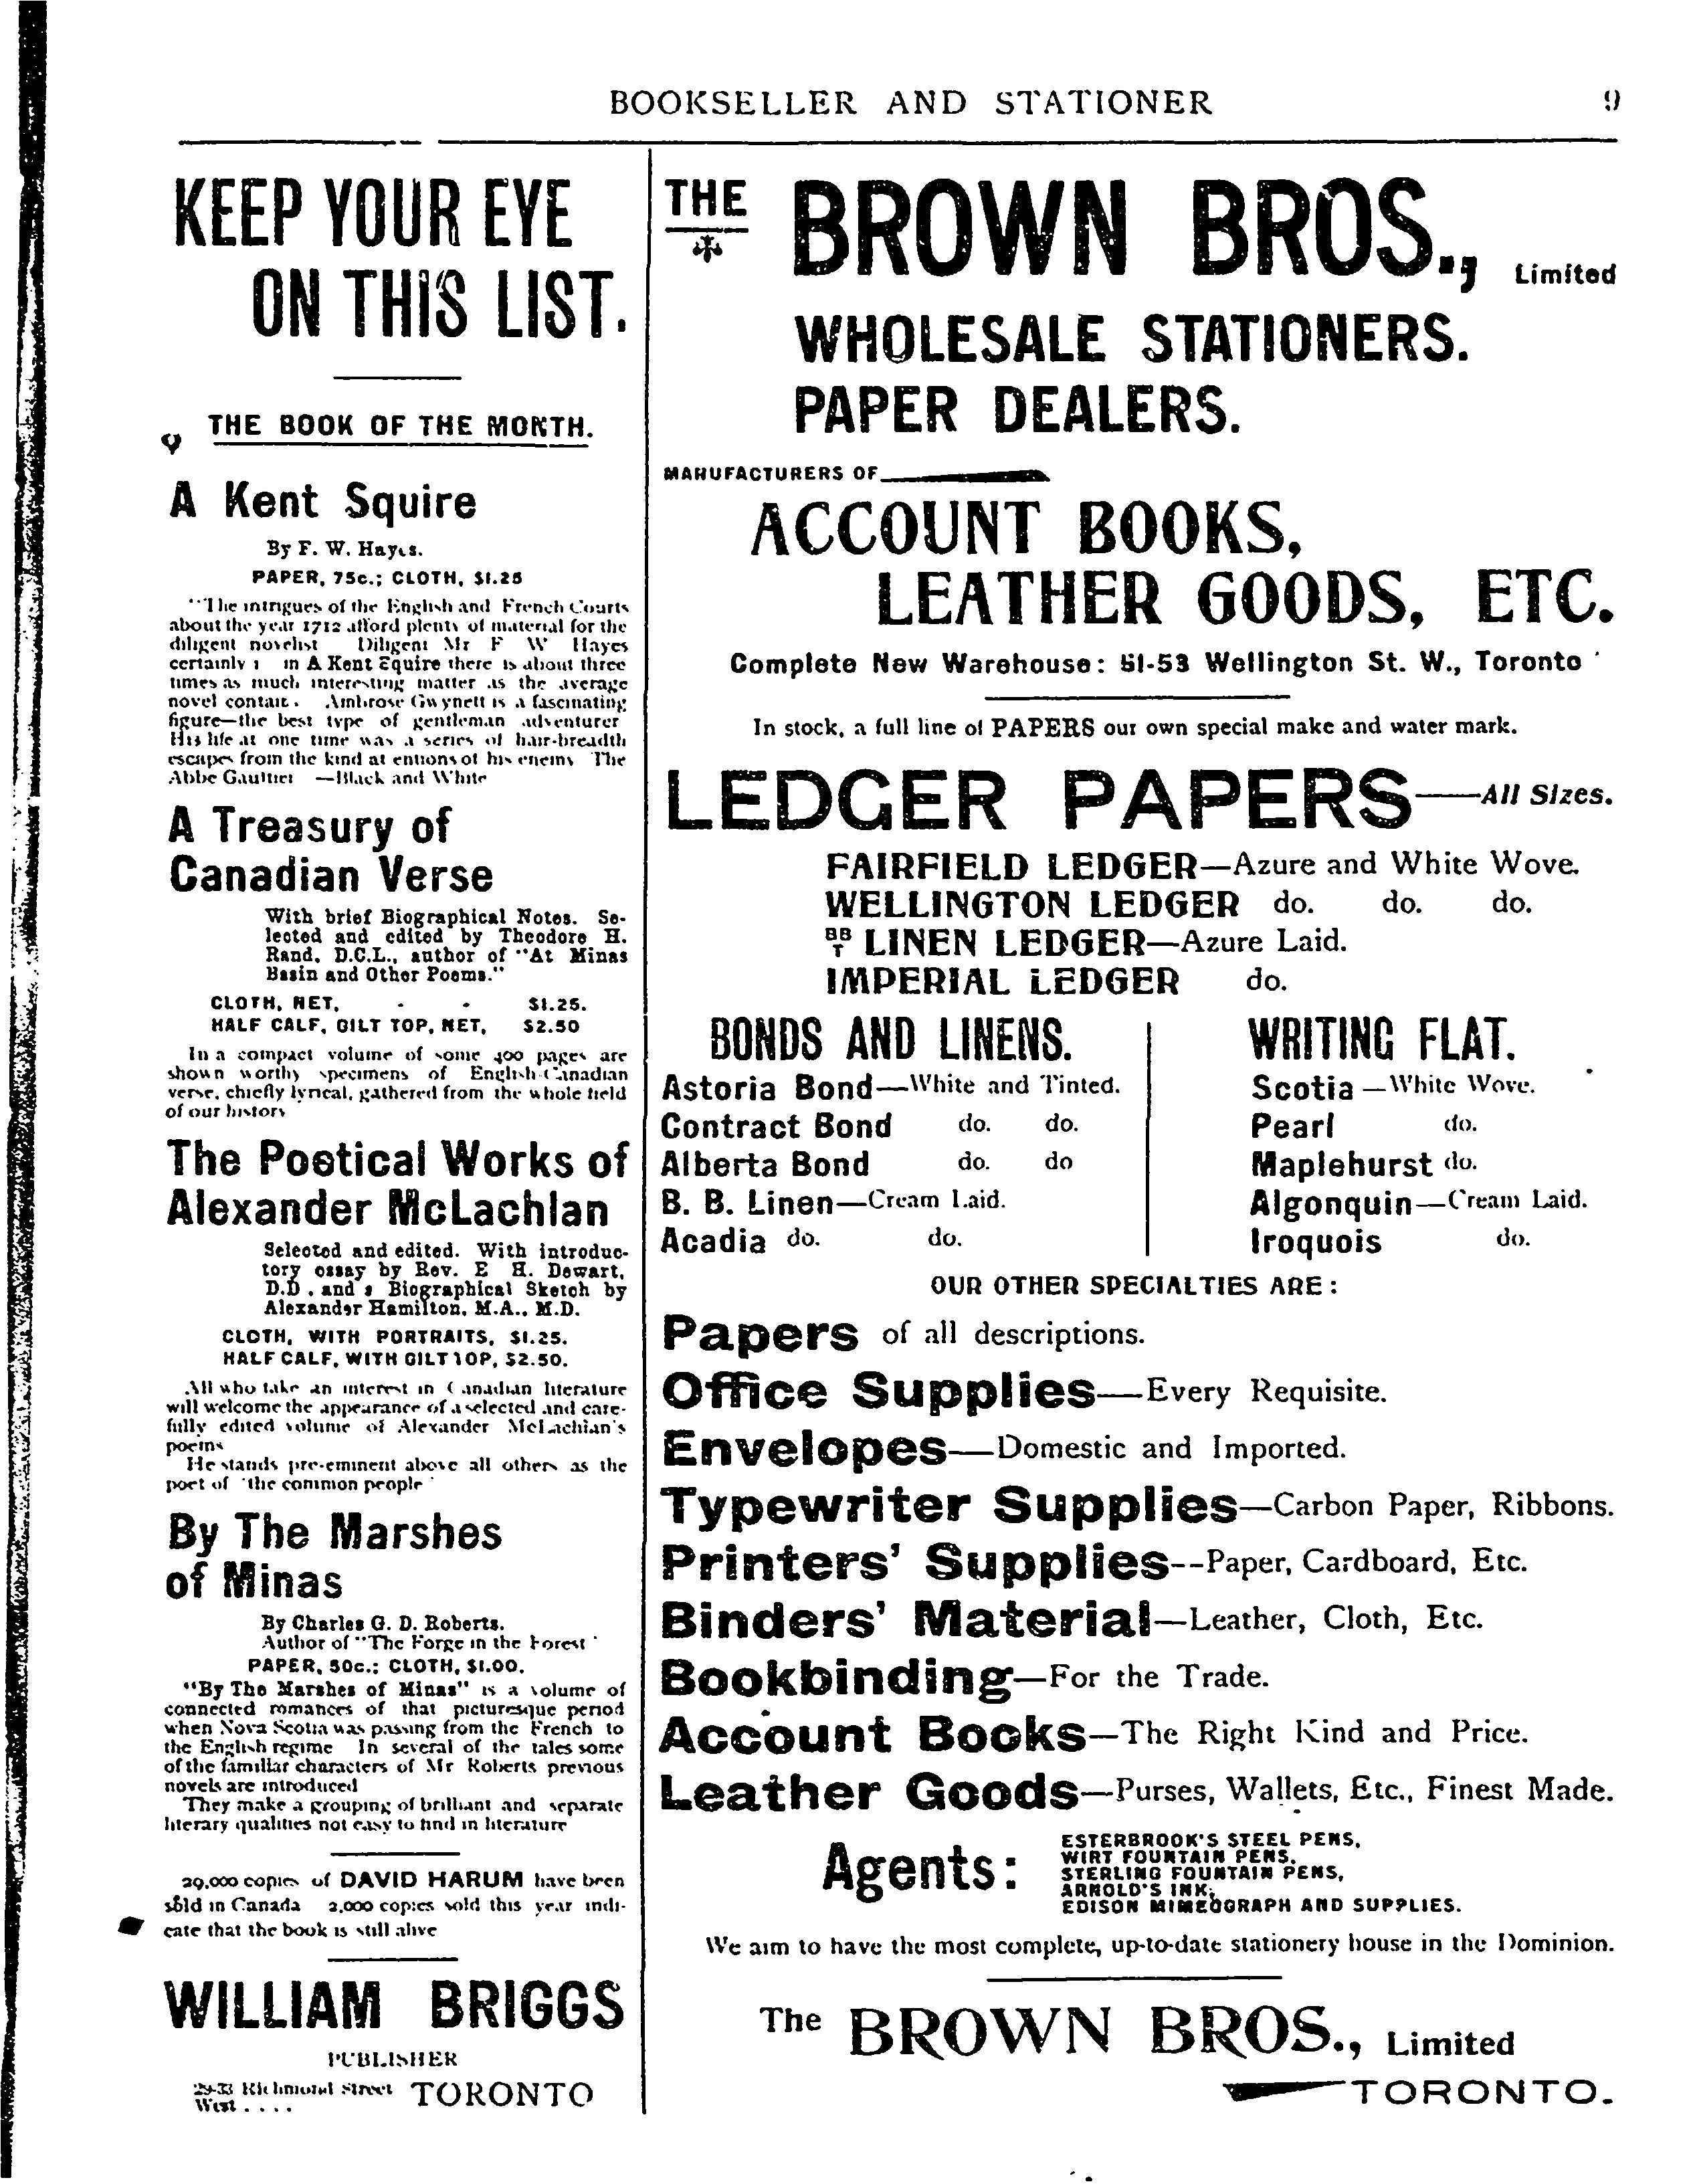 BOOKSELLER AND STATIONER 9
KEEP YOUR EYE
ON THIS LIST.
THE BOOK OF THE MONTH.
A Kent Squire
By F. W. Hayes.
PAPER, 75c.; CLOTH, $1.25
"The intrigues of the English and French Courts
about the year 1712 afford plenty of material for the
diligent novelist Diligent Mr F W Hayes
certainly in A Kent Squire there is about three
times as much interesting matter as the average
novel contain. Ambrose Gwynett is a fascinating
figure—the best type of gentleman adventurer
His life at one time was a series of hair-breadth
escapes from the kind attentions of his enemy The
Abbe Gaultier —Black and White
A Treasury of
Canadian Verse
With brief Biographical Notes. Se-
lected and edited by Theodore H.
Rand, D.C.L., author of "At Minas
Basin and Other Poems."
CLOTH, NET, - - $1.25.
HALF CALF, GILT TOP, NET, $2.50
In a compact volume of some 400 pages are
shown worthy specimens of English-Canadian
verse, chiefly lyrical, gathered from the whole field
of our history
The Poetical Works of
Alexander McLachlan
Selected and edited. With introduc-
tory essay by Rev. E H. Dewart,
D.D. and a Biographical Sketch by
Alexander Hamilton, M.A., M.D.
CLOTH, WITH PORTRAITS, $1.25.
HALF CALF, WITH GILT TOP, $2.50.
All who take an interest in Canadian literature
will welcome the appearance of a selected and care-
fully edited volume of Alexander McLachlan's
poems
He stands pre-eminent above all others as the
poet of 'the common people'
By The Marshes
of Minas
By Charles G. D. Roberts.
Author of "The Forge in the Forest"
PAPER, 50c.; CLOTH, $1.00.
"By The Marshes of Minas" is a volume of
connected romances of that picturesque period
when Nova Scotia was passing from the French to
the English regime In several of the tales some
of the familiar characters of Mr Roberts previous
novels are introduced
They make a grouping of brilliant and separate
literary qualities not easy to find in literature
29,000 copies of DAVID HARUM have been
sold in Canada 2,000 copies sold this year indi-
cate that the book is still alive
WILLIAM BRIGGS
PUBLISHER
29-33 Richmond Street
West . . . . TORONTO
THE BROWN BROS., Limited
WHOLESALE STATIONERS.
PAPER DEALERS.
MANUFACTURERS OF
ACCOUNT BOOKS,
LEATHER GOODS, ETC.
Complete New Warehouse: 51-53 Wellington St. W., Toronto
In stock, a full line of PAPERS our own special make and water mark.
LEDGER PAPERS—All Sizes.
FAIRFIELD LEDGER—Azure and White Wove.
WELLINGTON LEDGER do. do. do.
BB T LINEN LEDGER—Azure Laid.
IMPERIAL LEDGER do.
BONDS AND LINENS.
Astoria Bond—White and Tinted.
Contract Bond do. do.
Alberta Bond do. do
B. B. Linen—Cream Laid.
Acadia do. do.
WRITING FLAT.
Scotia—White Wove.
Pearl do.
Maplehurst do.
Algonquin—Cream Laid.
Iroquois do.
OUR OTHER SPECIALTIES ARE:
Papers of all descriptions.
Office Supplies—Every Requisite.
Envelopes—Domestic and Imported.
Typewriter Supplies—Carbon Paper, Ribbons.
Printers' Supplies--Paper, Cardboard, Etc.
Binders' Material—Leather, Cloth, Etc.
Bookbinding—For the Trade.
Account Books—The Right Kind and Price.
Leather Goods—Purses, Wallets, Etc., Finest Made.
Agents:
ESTERBROOK'S STEEL PENS,
WIRT FOUNTAIN PENS,
STERLING FOUNTAIN PENS,
ARNOLD'S INK,
EDISON MIMEOGRAPH AND SUPPLIES.
We aim to have the most complete, up-to-date stationery house in the Dominion.
The BROWN BROS., Limited
TORONTO.